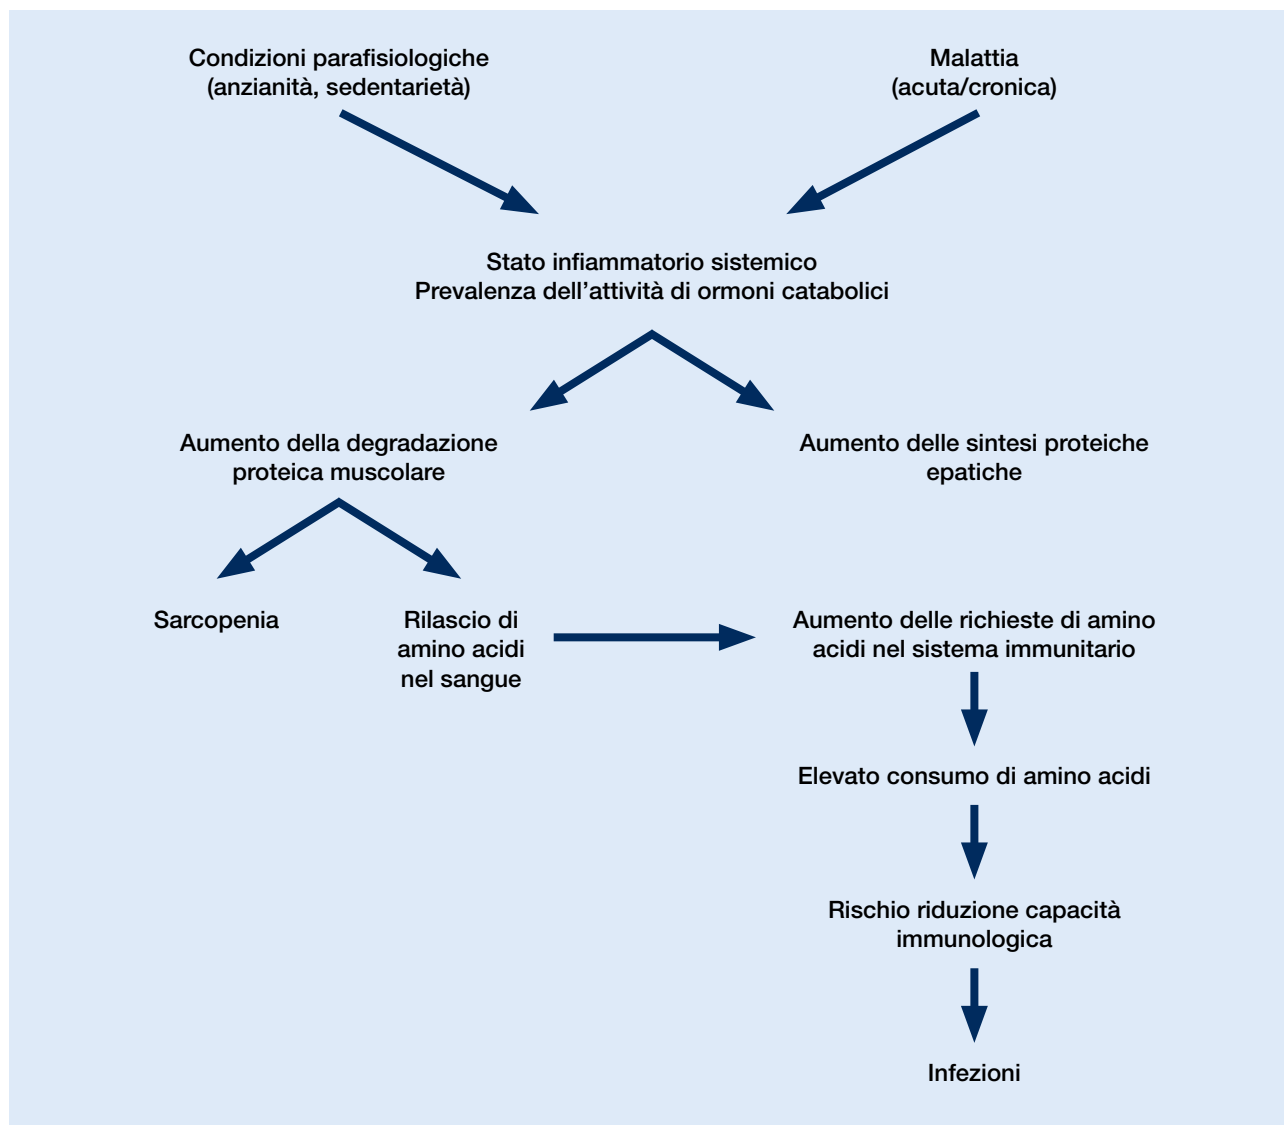 Condizioni parafisiologiche
(anzianità, sedentarietà)
Malattia
(acuta/cronica)
Stato infiammatorio sistemico
Prevalenza dell’attività di ormoni catabolici
Aumento della degradazione
proteica muscolare
Aumento delle sintesi proteiche
epatiche
Sarcopenia
Rilascio di
amino acidi
nel sangue
Aumento delle richieste di amino
acidi nel sistema immunitario
Elevato consumo di amino acidi
Rischio riduzione capacità
immunologica
Infezioni